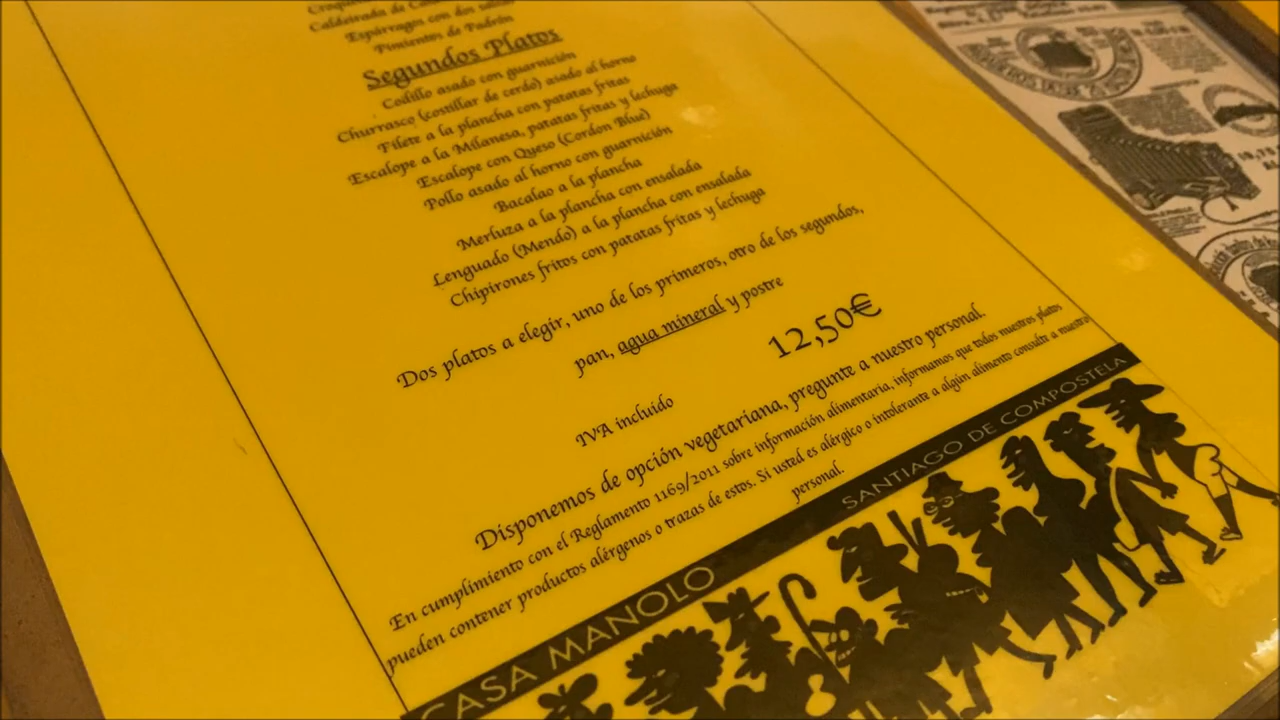 Caldeirada de
Espárragos con dos salsas
Pimientos de Padrón
Segundos Platos
Codillo asado con guarnición
Churrasco (costillar de cerdo) asado al horno
Filete a la plancha con patatas fritas
Escalope a la Milanesa, patatas fritas y lechuga
Escalope con Queso (Cordon Blue)
Pollo asado al horno con guarnición
Bacalao a la plancha
Merluza a la plancha con ensalada
Lenguado (Mendo) a la plancha con ensalada
Chipirones fritos con patatas fritas y lechuga
Dos platos a elegir, uno de los primeros, otro de los segundos,
pan, agua mineral y postre
12,50€
IVA incluido
Disponemos de opción vegetariana, pregunte a nuestro personal.
En cumplimiento con el Reglamento 1169/2011 sobre información alimentaria, informamos que todos nuestros platos
pueden contener productos alérgenos o trazas de estos. Si usted es alérgico o intolerante a algún alimento consulte a nuestro
personal.
CASA MANOLO SANTIAGO DE COMPOSTELA